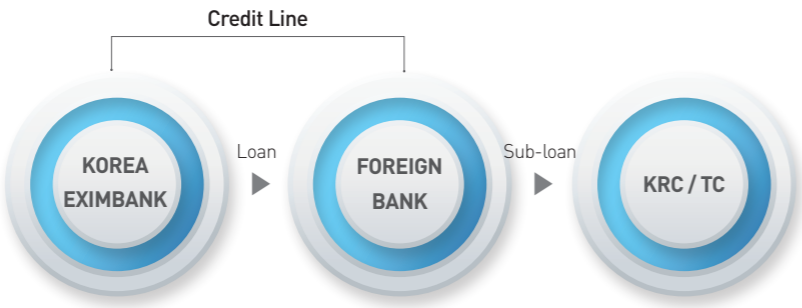 Credit Line
KOREA
EXIMBANK
Loan
FOREIGN
BANK
Sub-loan
KRC / TC